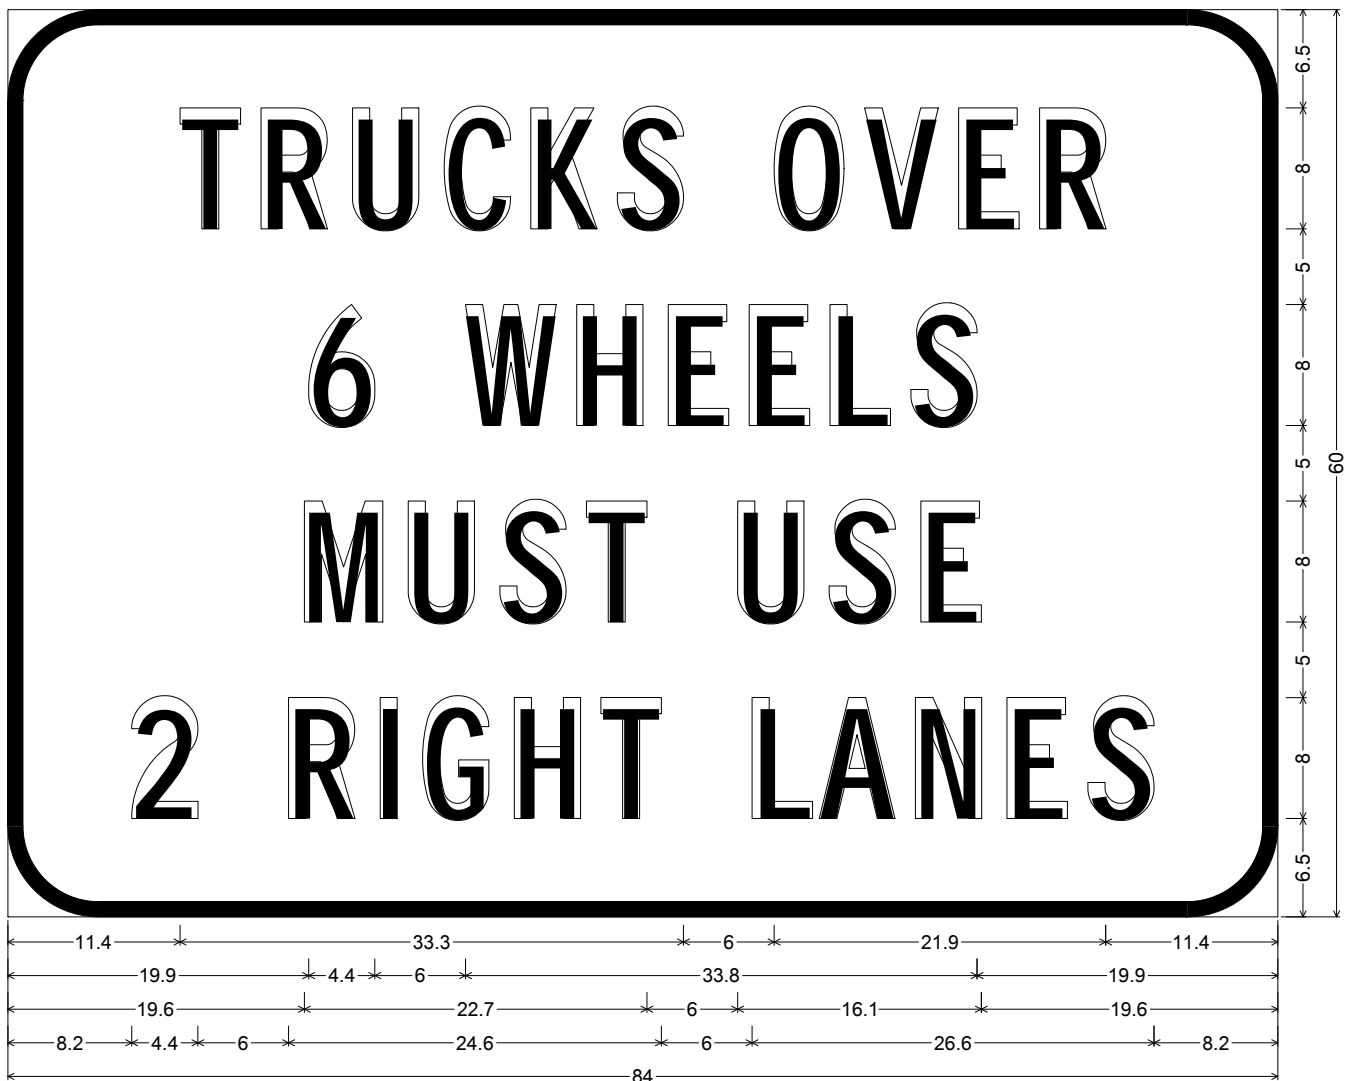 TRUCKS OVER
6 WHEELS
MUST USE
2 RIGHT LANES
6.5
8
5
8
5
8
5
8
6.5
60
11.4 33.3 6 21.9 11.4
19.9 4.4 6 33.8 19.9
19.6 22.7 6 16.1 19.6
8.2 4.4 6 24.6 6 26.6 8.2
84